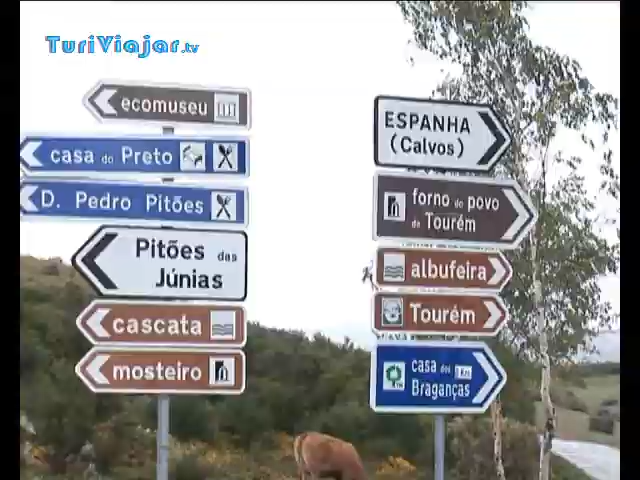 TuriViajar.tv
ecomuseu
casa do Preto
D. Pedro Pitões
Pitões das
Júnias
cascata
mosteiro
ESPANHA
(Calvos)
forno do povo
de Tourém
albufeira
Tourém
casa dos
Braganças